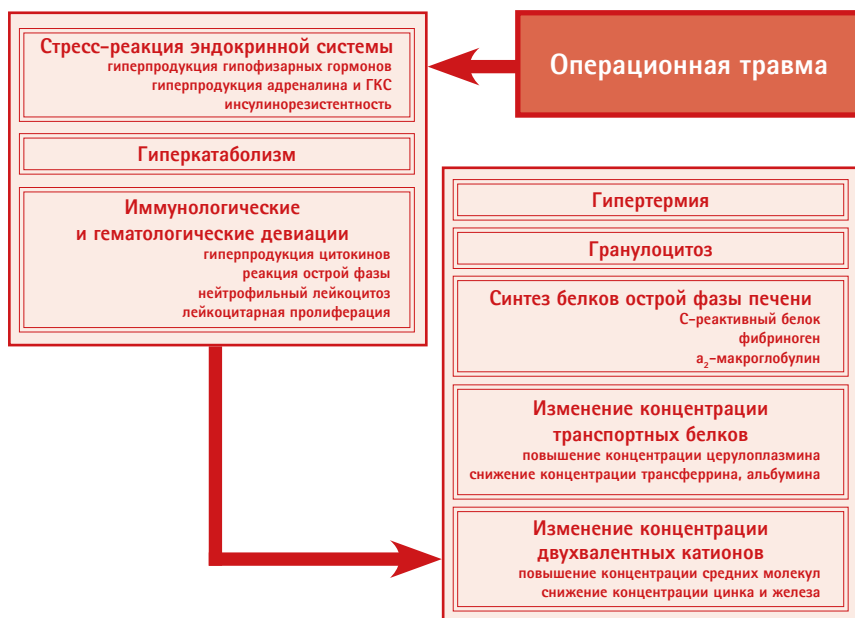 Операционная травма
Стресс-реакция эндокринной системы
гиперпродукция гипофизарных гормонов
гиперпродукция адреналина и ГКС
инсулинорезистентность
Гиперкатаболизм
Иммунологические
и гематологические девиации
гиперпродукция цитокинов
реакция острой фазы
нейтрофильный лейкоцитоз
лейкоцитарная пролиферация
Гипертермия
Гранулоцитоз
Синтез белков острой фазы печени
С-реактивный белок
фибриноген
a₂-макроглобулин
Изменение концентрации
транспортных белков
повышение концентрации церулоплазмина
снижение концентрации трансферрина, альбумина
Изменение концентрации
двухвалентных катионов
повышение концентрации средних молекул
снижение концентрации цинка и железа